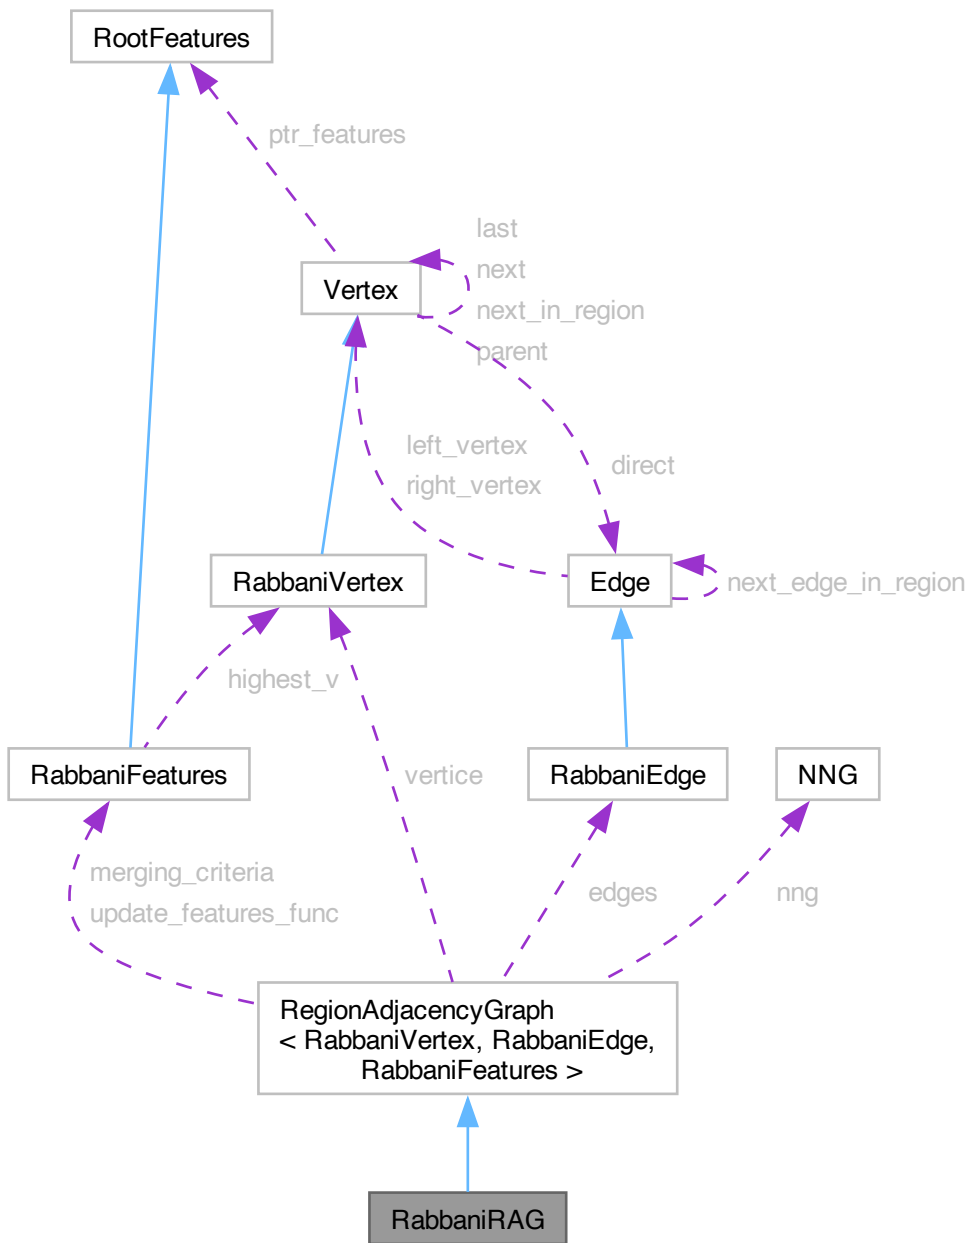 RootFeatures
ptr_features
last
next
next_in_region
parent
Vertex
left_vertex
right_vertex
direct
RabbaniVertex
Edge
next_edge_in_region
highest_v
RabbaniFeatures
vertice
RabbaniEdge
NNG
merging_criteria
update_features_func
edges
nng
RegionAdjacencyGraph
< RabbaniVertex, RabbaniEdge,
RabbaniFeatures >
RabbaniRAG